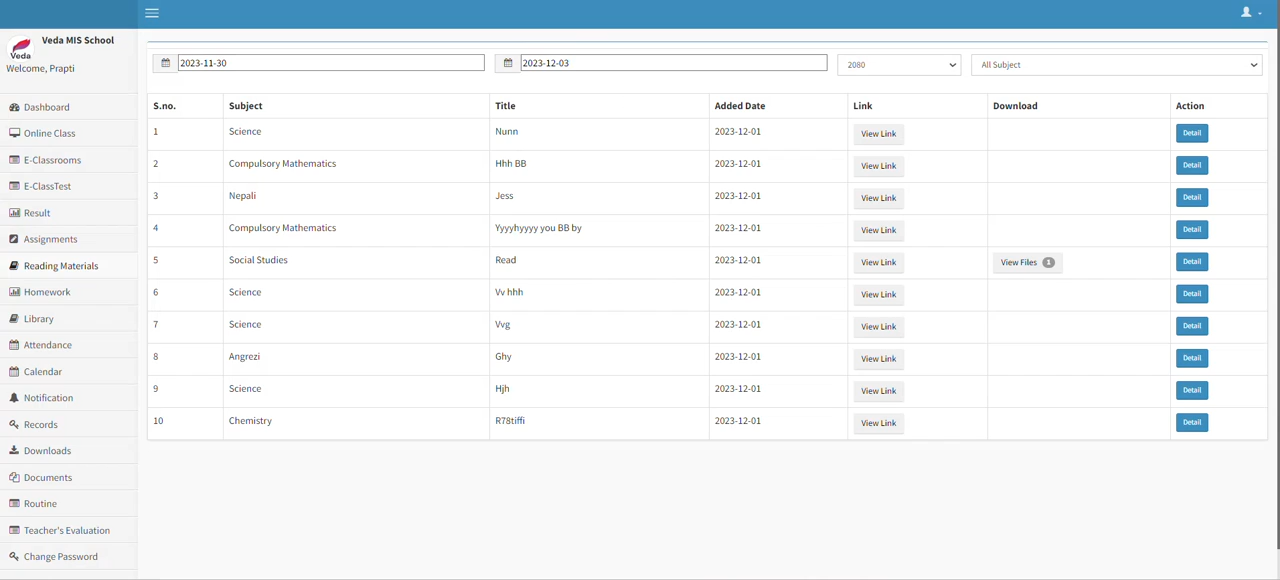 Veda MIS School
Veda
Welcome, Prapti
Dashboard
Online Class
E-Classrooms
E-ClassTest
Result
Assignments
Reading Materials
Homework
Library
Attendance
Calendar
Notification
Records
Downloads
Documents
Routine
Teacher's Evaluation
Change Password
2023-11-30 2023-12-03 2080 All Subject
S.no. Subject Title Added Date Link Download Action
1 Science Nunn 2023-12-01 View Link Detail
2 Compulsory Mathematics Hhh BB 2023-12-01 View Link Detail
3 Nepali Jess 2023-12-01 View Link Detail
4 Compulsory Mathematics Yyyyhyyyy you BB by 2023-12-01 View Link Detail
5 Social Studies Read 2023-12-01 View Link View Files 1 Detail
6 Science Vv hhh 2023-12-01 View Link Detail
7 Science Vvg 2023-12-01 View Link Detail
8 Angrezi Ghy 2023-12-01 View Link Detail
9 Science Hjh 2023-12-01 View Link Detail
10 Chemistry R78tiffi 2023-12-01 View Link Detail